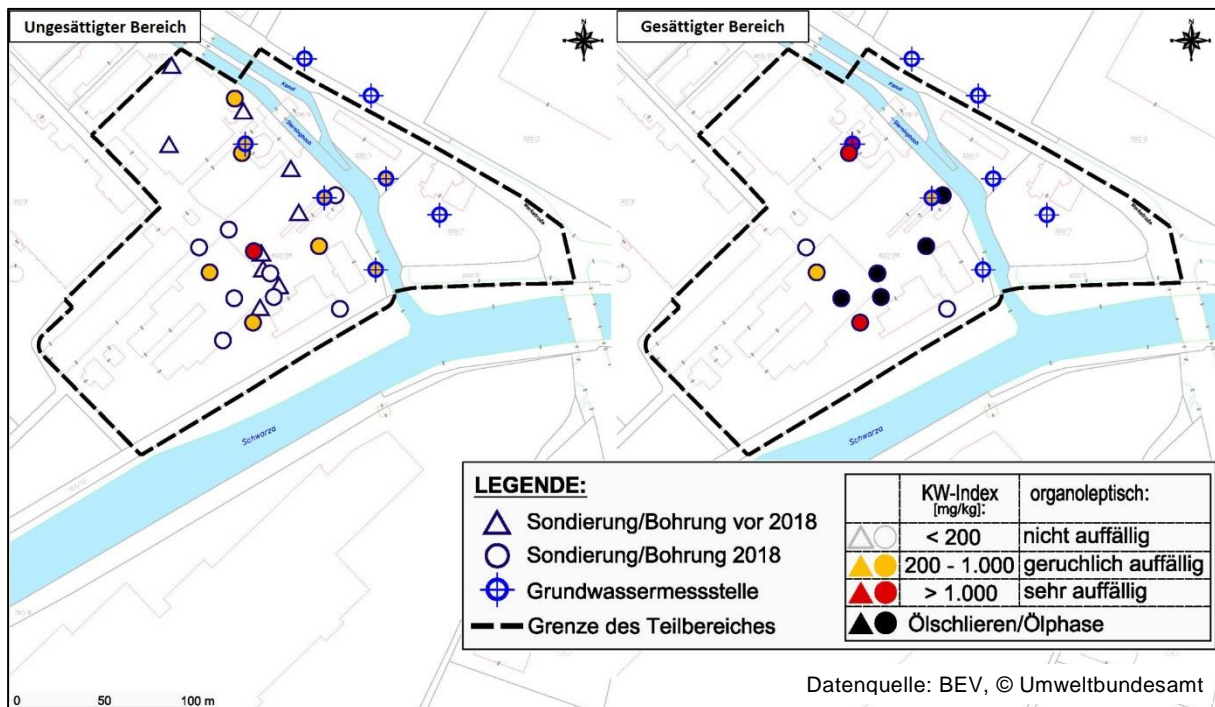 Ungesättigter Bereich
N
Kanal
Schwarza
0 50 100 m
Gesättigter Bereich
N
Kanal
Schwarza
LEGENDE:
Sondierung/Bohrung vor 2018
Sondierung/Bohrung 2018
Grundwassermessstelle
Grenze des Teilbereiches
KW-Index [mg/kg]: organoleptisch:
< 200 nicht auffällig
200 - 1.000 geruchlich auffällig
> 1.000 sehr auffällig
Ölschlieren/Ölphase
Datenquelle: BEV, © Umweltbundesamt